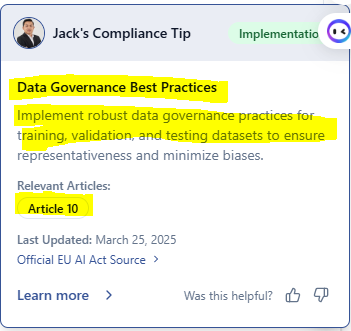 Jack's Compliance Tip
Implementatio
Data Governance Best Practices
Implement robust data governance practices for
training, validation, and testing datasets to ensure
representativeness and minimize biases.
Relevant Articles:
Article 10
Last Updated: March 25, 2025
Official EU AI Act Source >
Learn more >
Was this helpful?